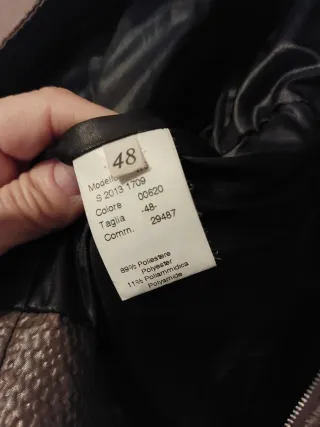 48
Modello
S 2013 1709
Colore 00620
Taglia -48-
Comm. 29487
89% Poliestere
Polyester
11% Poliammidica
Polyamide